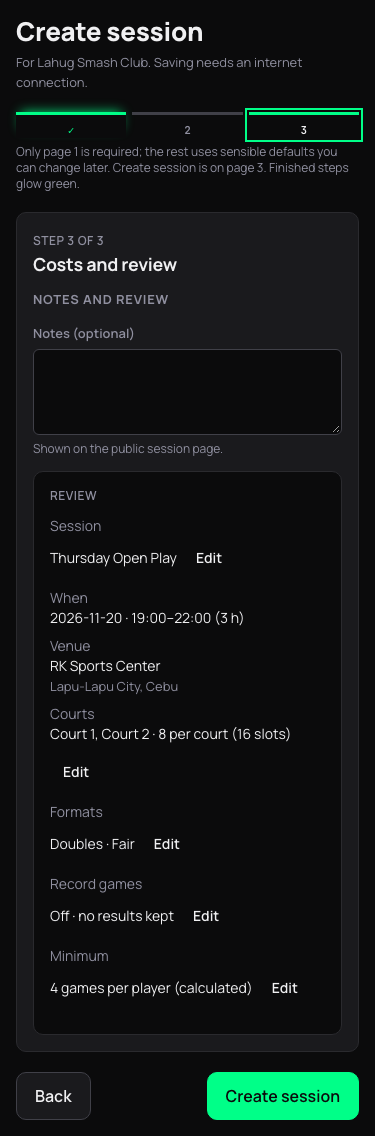 Create session
For Lahug Smash Club. Saving needs an internet
connection.
✓
2
3
Only page 1 is required; the rest uses sensible defaults you
can change later. Create session is on page 3. Finished steps
glow green.
STEP 3 OF 3
Costs and review
NOTES AND REVIEW
Notes (optional)
Shown on the public session page.
REVIEW
Session
Thursday Open Play Edit
When
2026-11-20 · 19:00–22:00 (3 h)
Venue
RK Sports Center
Lapu-Lapu City, Cebu
Courts
Court 1, Court 2 · 8 per court (16 slots)
Edit
Formats
Doubles · Fair Edit
Record games
Off · no results kept Edit
Minimum
4 games per player (calculated) Edit
Back
Create session